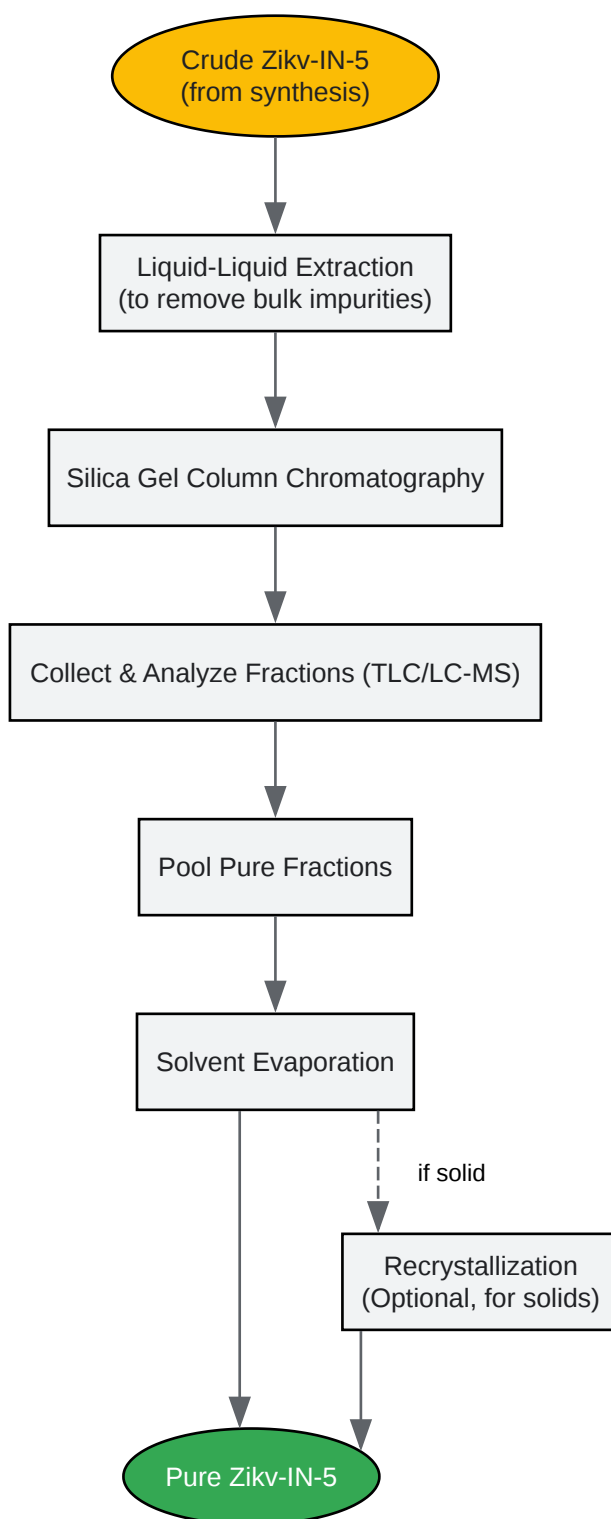 Crude Zikv-IN-5
(from synthesis)
Liquid-Liquid Extraction
(to remove bulk impurities)
Silica Gel Column Chromatography
Collect & Analyze Fractions (TLC/LC-MS)
Pool Pure Fractions
Solvent Evaporation
if solid
Recrystallization
(Optional, for solids)
Pure Zikv-IN-5